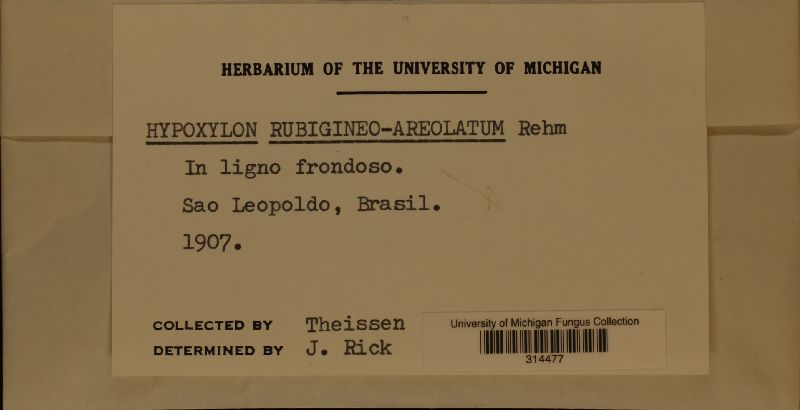 HERBARIUM OF THE UNIVERSITY OF MICHIGAN
HYPOXYLON RUBIGINEO-AREOLATUM Rehm
In ligno frondoso.
Sao Leopoldo, Brasil.
1907.
COLLECTED BY Theissen
DETERMINED BY J. Rick
University of Michigan Fungus Collection
314477